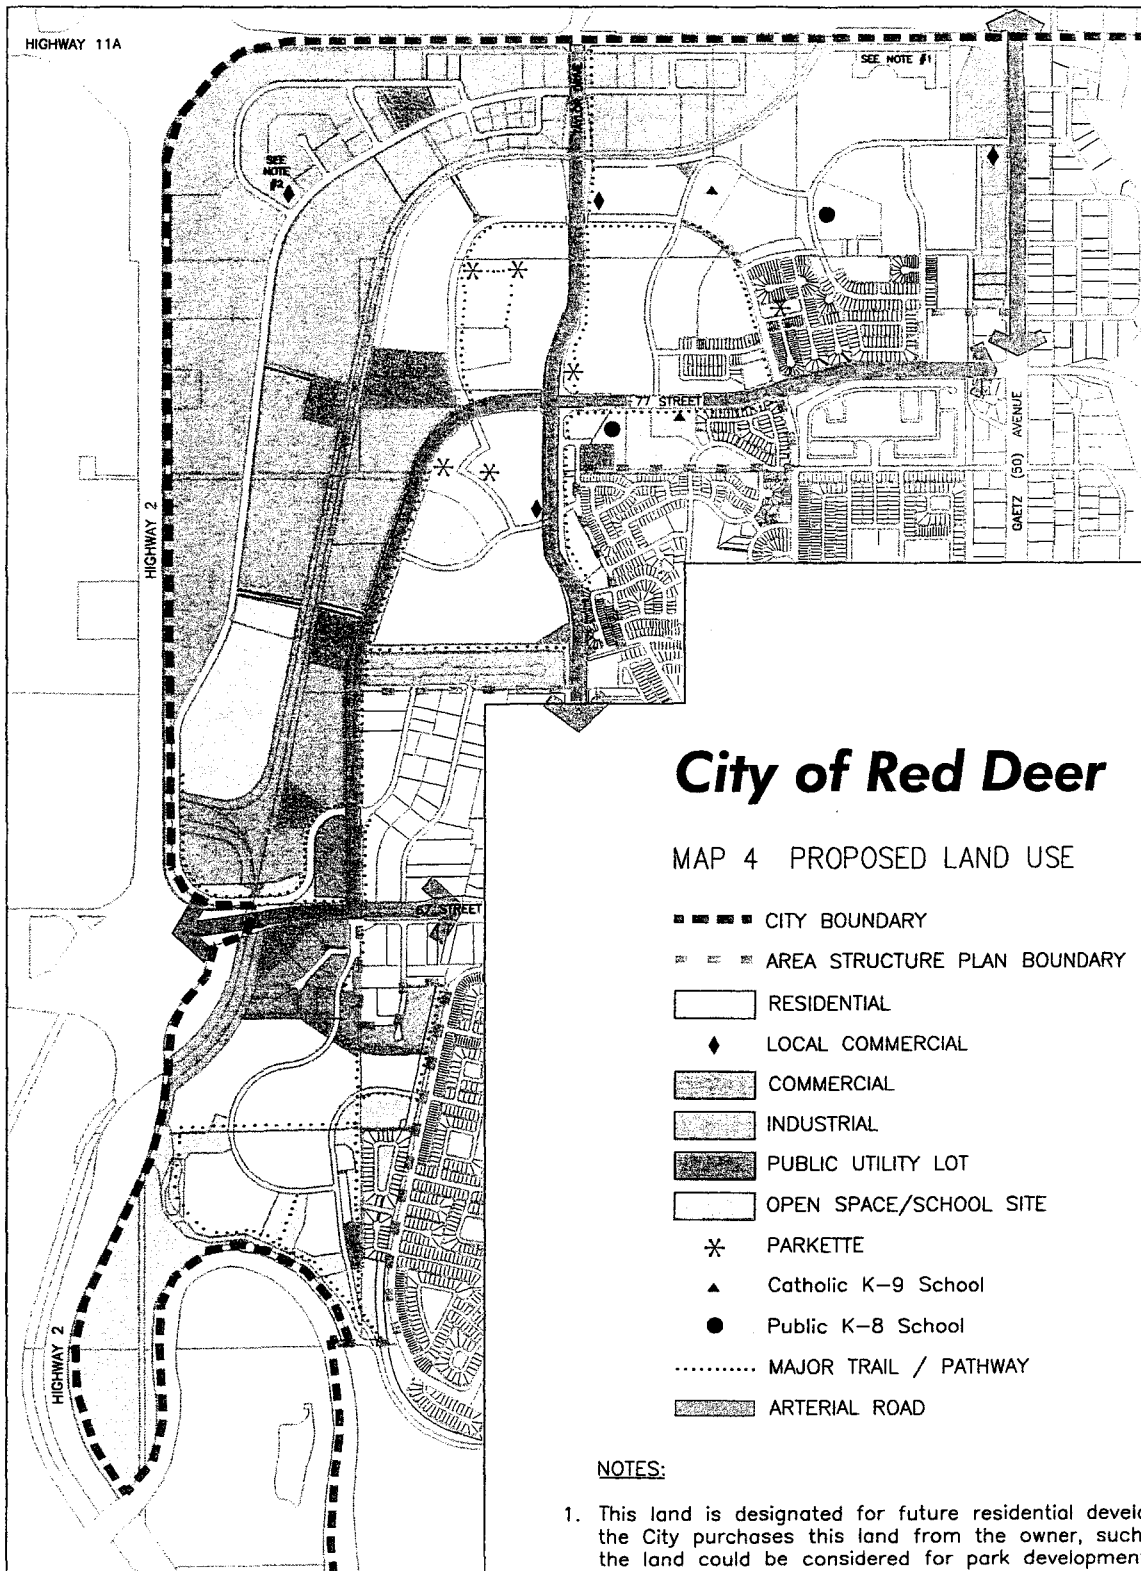 HIGHWAY 11A
SEE NOTE #1
TAYLOR DRIVE
SEE
NOTE
#2
77 STREET
GAETZ (50) AVENUE
HIGHWAY 2
67 STREET
HIGHWAY 2
City of Red Deer
MAP 4 PROPOSED LAND USE
CITY BOUNDARY
AREA STRUCTURE PLAN BOUNDARY
RESIDENTIAL
LOCAL COMMERCIAL
COMMERCIAL
INDUSTRIAL
PUBLIC UTILITY LOT
OPEN SPACE/SCHOOL SITE
PARKETTE
Catholic K-9 School
Public K-8 School
MAJOR TRAIL / PATHWAY
ARTERIAL ROAD
NOTES:
1. This land is designated for future residential develo
the City purchases this land from the owner, such
the land could be considered for park development